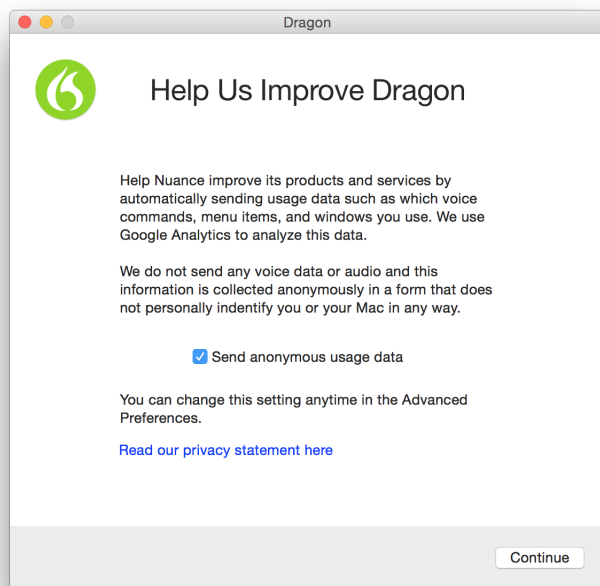 Dragon
Help Us Improve Dragon
Help Nuance improve its products and services by
automatically sending usage data such as which voice
commands, menu items, and windows you use. We use
Google Analytics to analyze this data.
We do not send any voice data or audio and this
information is collected anonymously in a form that does
not personally indentify you or your Mac in any way.
Send anonymous usage data
You can change this setting anytime in the Advanced
Preferences.
Read our privacy statement here
Continue